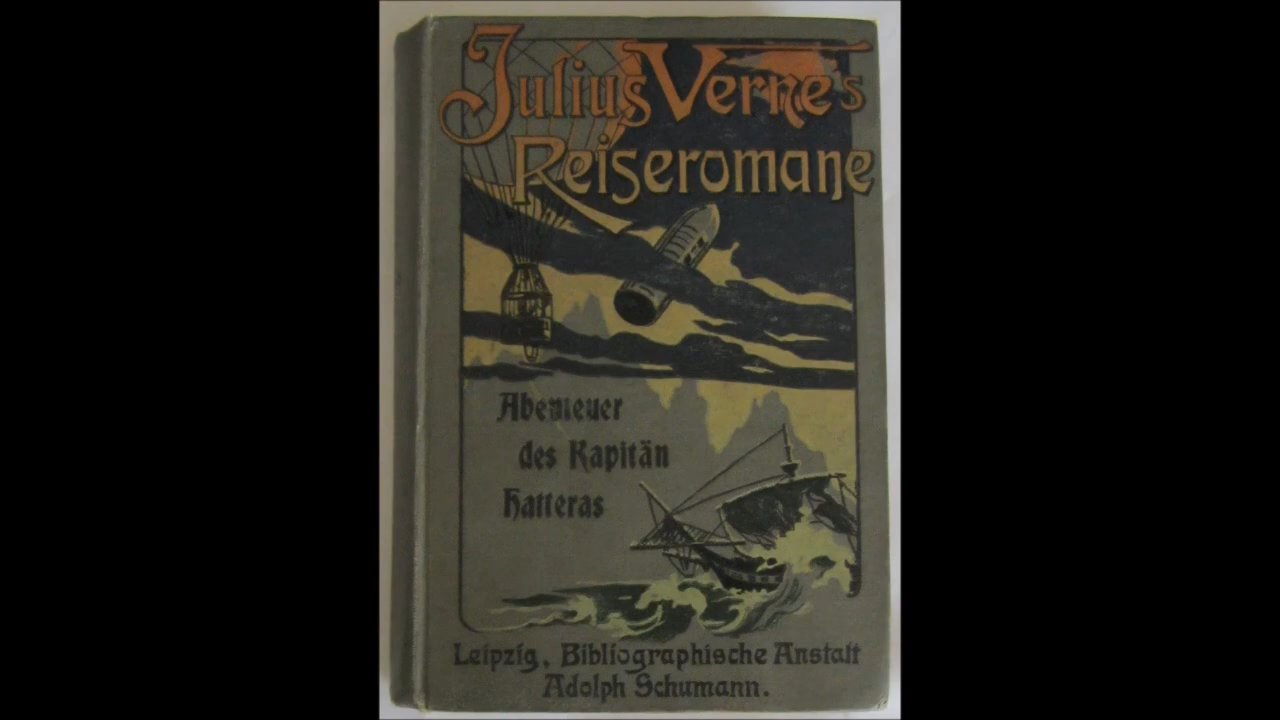 Julius Verne's
Reiseromane
Abenteuer
des Kapitän
Hatteras
Leipzig, Bibliographische Anstalt
Adolph Schumann.